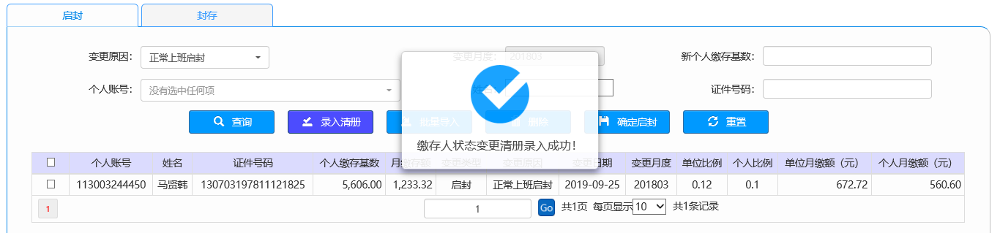 启封 封存
变更原因: 正常上班启封 变更月度: 201803 新个人缴存基数:
个人账号: 没有选中任何项 姓名: 证件号码:
查询 录入清册 批量导入 删除 确定启封 重置
缴存人状态变更清册录入成功!
个人账号 姓名 证件号码 个人缴存基数 月缴存额 变更类型 变更原因 变更日期 变更月度 单位比例 个人比例 单位月缴额（元） 个人月缴额（元）
113003244450 马贤韩 130703197811121825 5,606.00 1,233.32 启封 正常上班启封 2019-09-25 201803 0.12 0.1 672.72 560.60
1 1 Go 共1页 每页显示 10 共1条记录